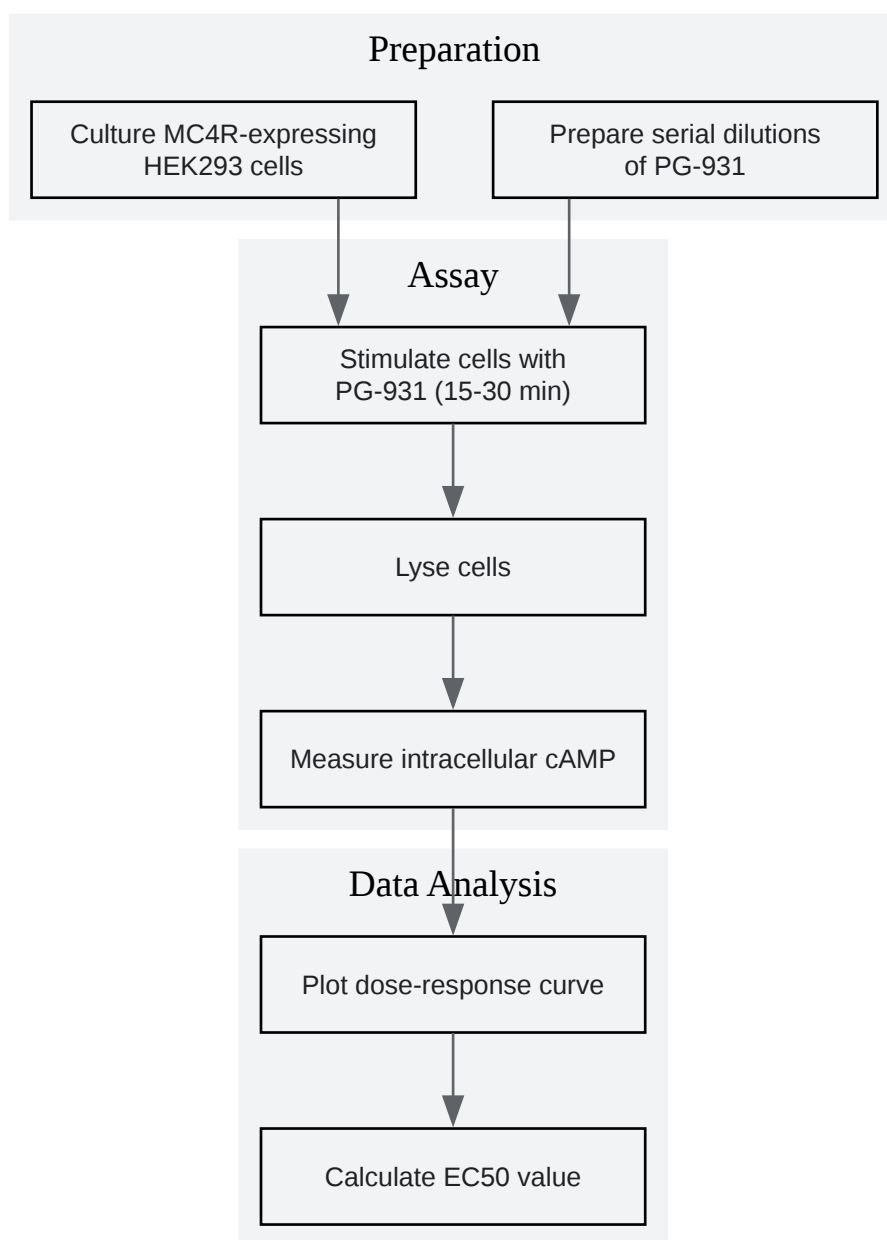 Preparation
Culture MC4R-expressing
HEK293 cells
Prepare serial dilutions
of PG-931
Assay
Stimulate cells with
PG-931 (15-30 min)
Lyse cells
Measure intracellular cAMP
Data Analysis
Plot dose-response curve
Calculate EC50 value